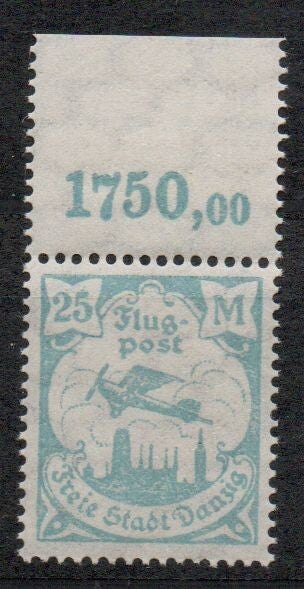 1750,00
25 Flug- M
post
Freie Stadt Danzig